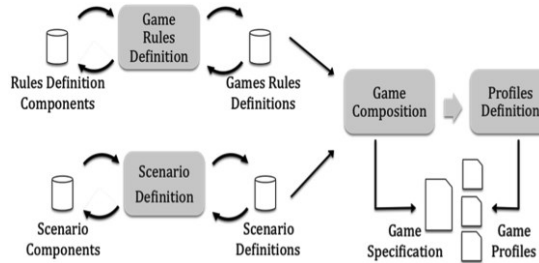 Game
Rules
Definition
Rules Definition
Components
Games Rules
Definitions
Game
Composition
Profiles
Definition
Scenario
Definition
Scenario
Components
Scenario
Definitions
Game
Specification
Game
Profiles